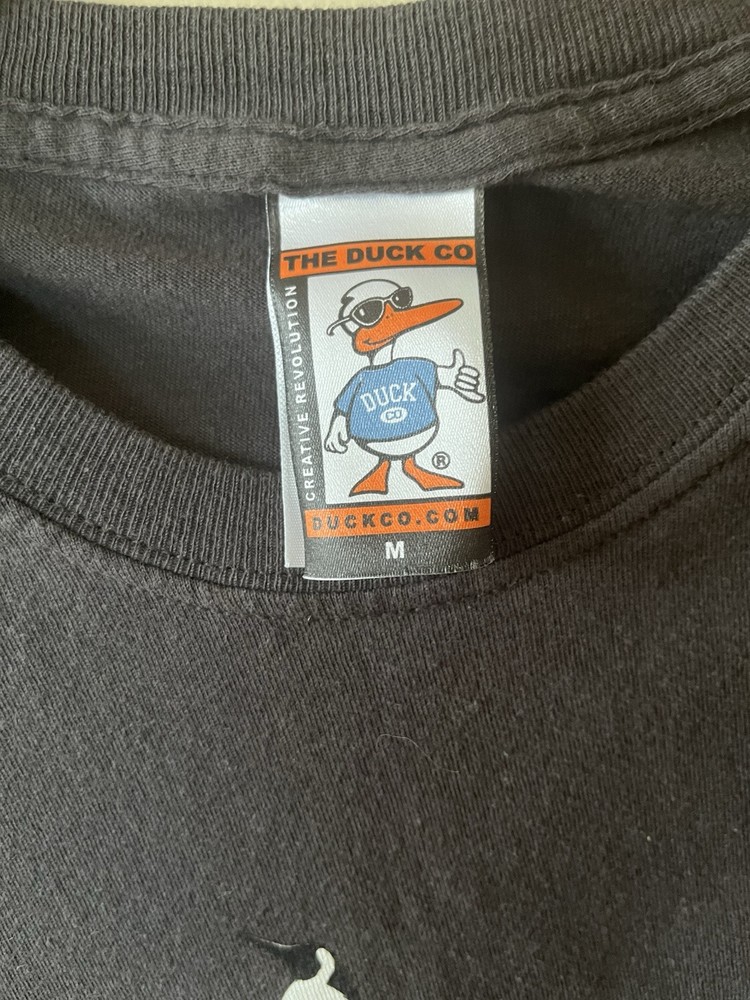 THE DUCK CO
CREATIVE REVOLUTION
DUCK
CO
®
DUCKCO.COM
M